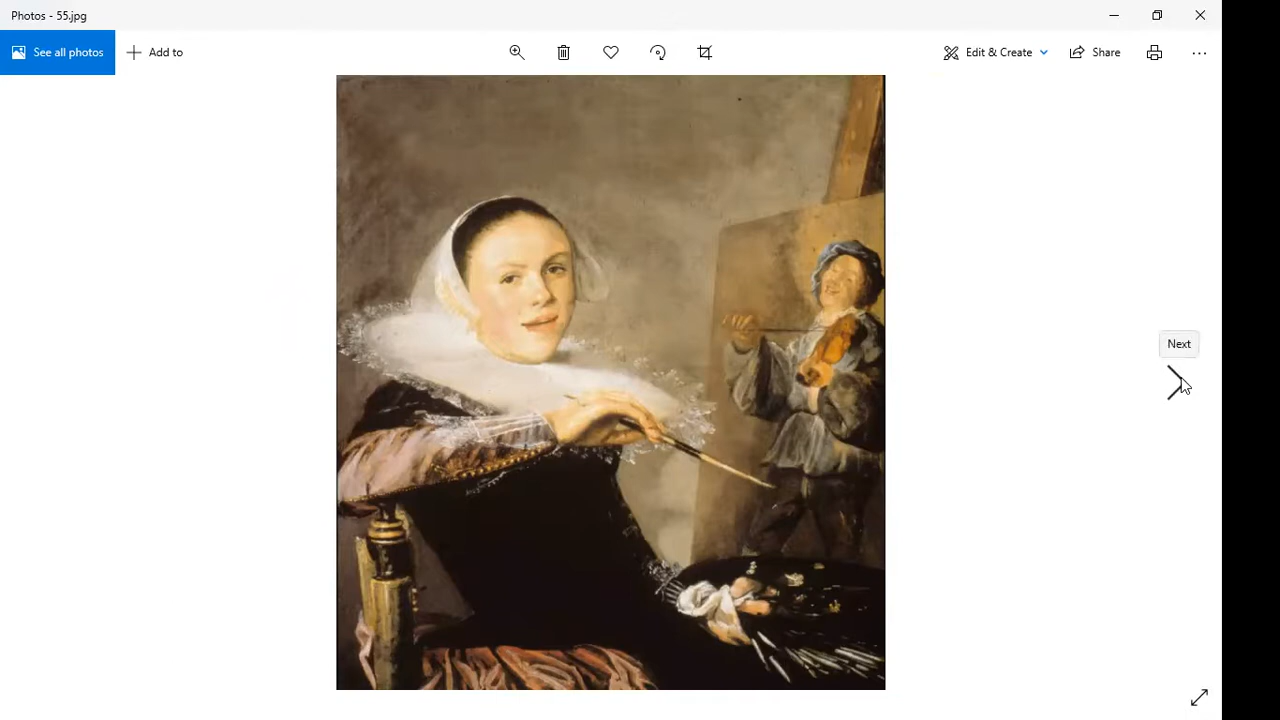 Photos - 55.jpg
See all photos
Add to
Edit & Create
Share
Next